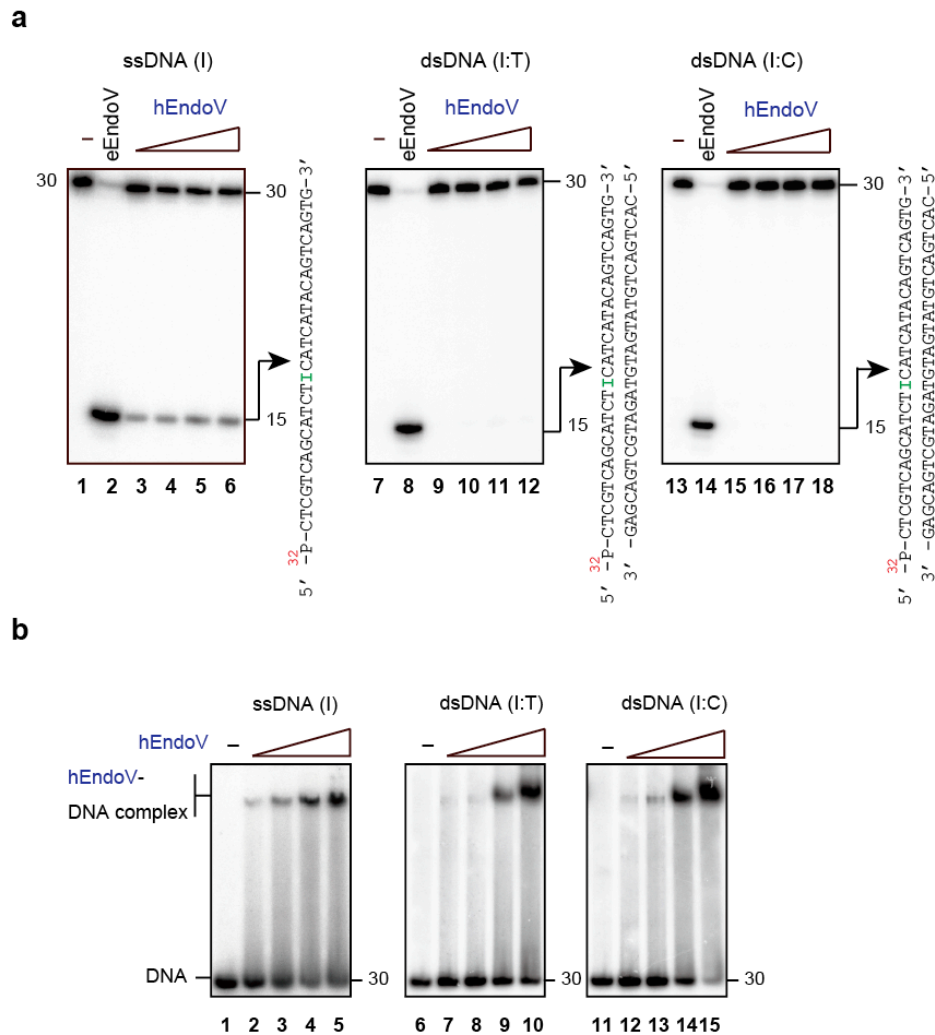 a
ssDNA (I)
– eEndoV hEndoV
30
30
15
1 2 3 4 5 6
5′ -³²P-CTCGTCAGCATCTICATCATACAGTCAGTG-3′
dsDNA (I:T)
– eEndoV hEndoV
30
15
7 8 9 10 11 12
5′ -³²P-CTCGTCAGCATCTICATCATACAGTCAGTG-3′
3′ -GAGCAGTCGTAGATGTAGTATGTCAGTCAC-5′
dsDNA (I:C)
– eEndoV hEndoV
30
15
13 14 15 16 17 18
5′ -³²P-CTCGTCAGCATCTICATCATACAGTCAGTG-3′
3′ -GAGCAGTCGTAGATGTAGTATGTCAGTCAC-5′
b
ssDNA (I)
hEndoV –
hEndoV-
DNA complex
DNA
30
1 2 3 4 5
dsDNA (I:T)
–
30
6 7 8 9 10
dsDNA (I:C)
–
30
11 12 13 14 15